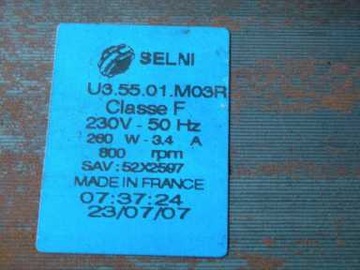 SELNI
U3.55.01.M03R
Classe F
230V - 50 Hz
260 W - 3.4 A
800 rpm
SAV : 52X2597
MADE IN FRANCE
07:37:24
23/07/07